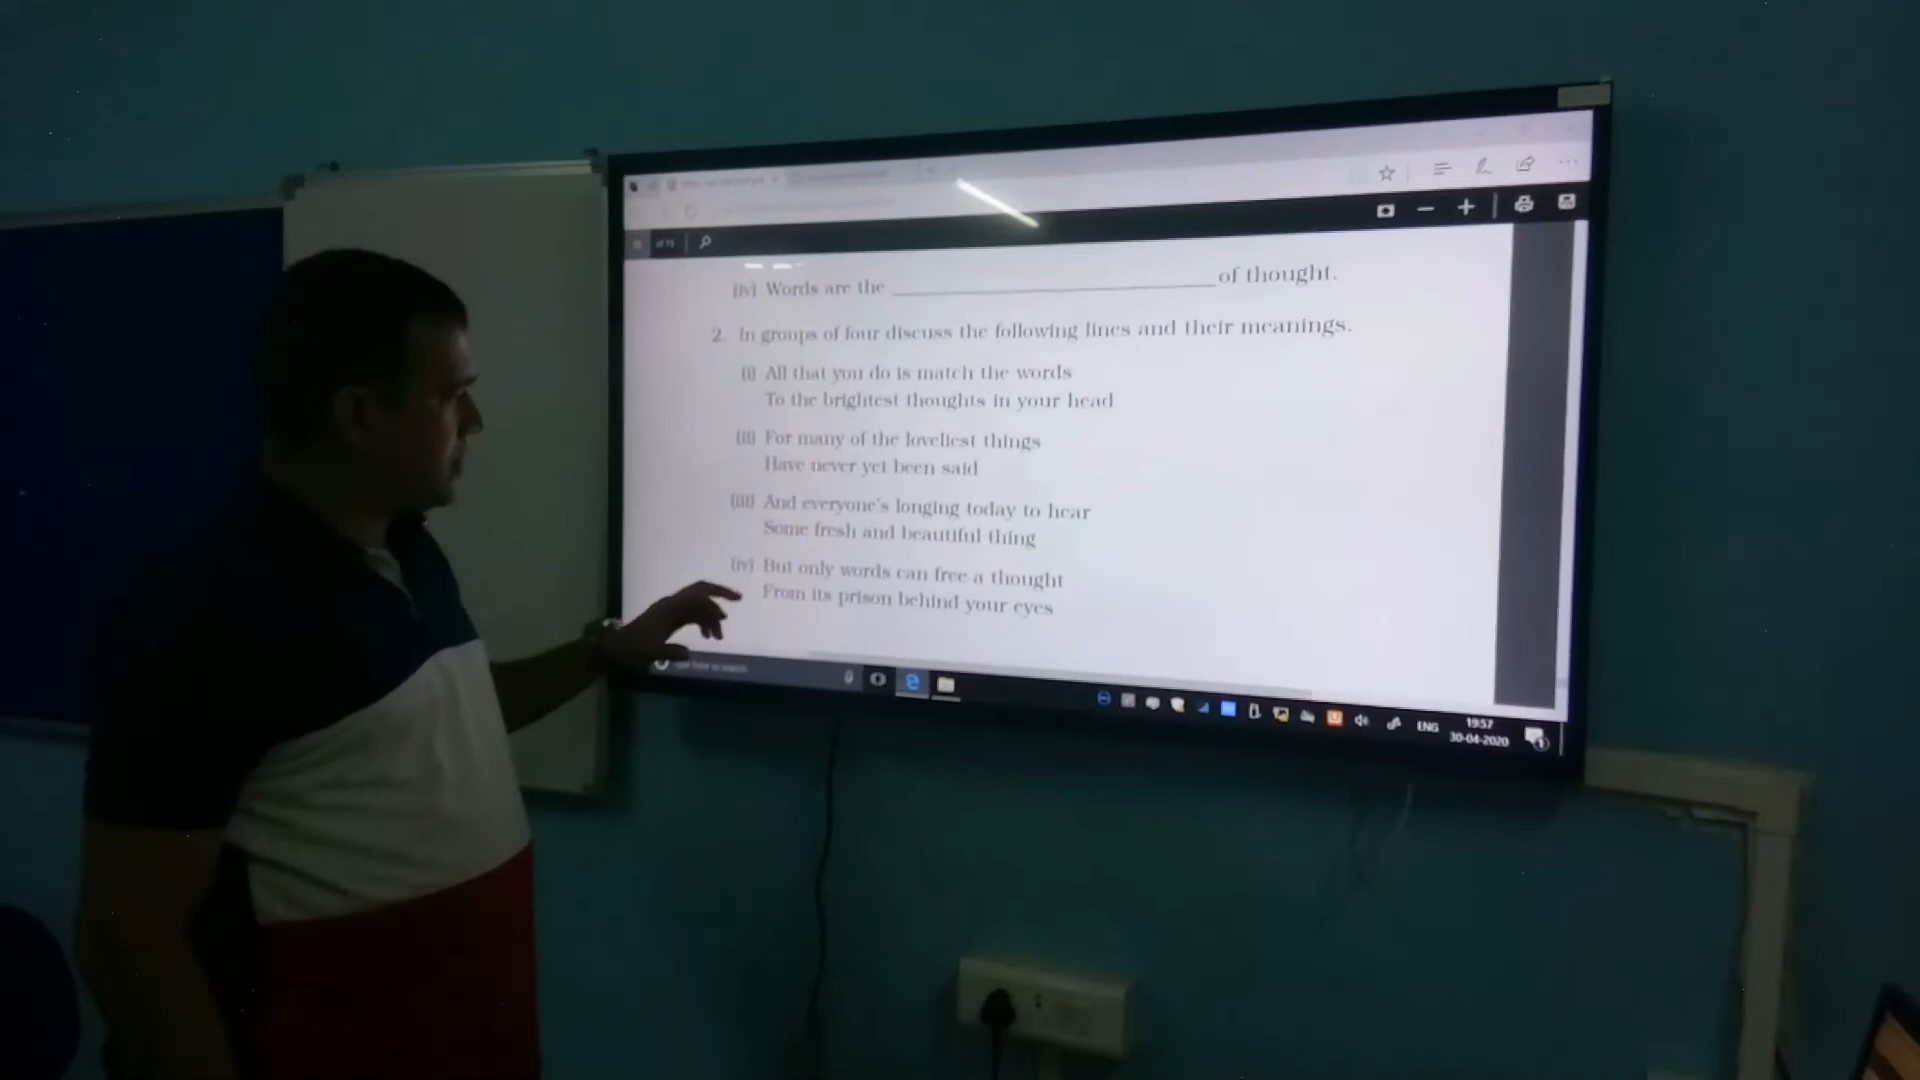 of 15
(iv) Words are the ______ of thought.
2. In groups of four discuss the following lines and their meanings.
(i) All that you do is match the words
To the brightest thoughts in your head
(ii) For many of the loveliest things
Have never yet been said
(iii) And everyone's longing today to hear
Some fresh and beautiful thing
(iv) But only words can free a thought
From its prison behind your eyes
ENG
19:57
30-04-2020